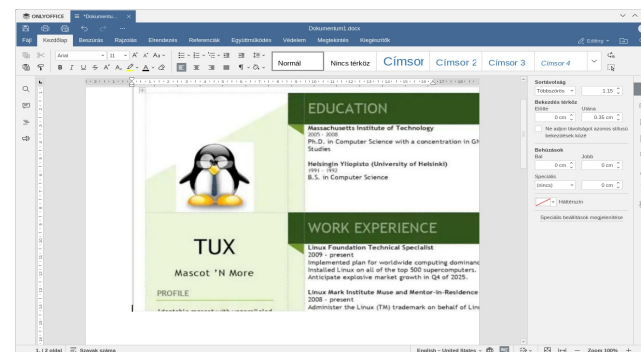 ONLYOFFICE
*Dokumentu...
Dokumentum1.docx
Fájl Kezdőlap Beszúrás Rajzolás Elrendezés Referenciák Együttműködés Védelem Megtekintés Kiegészítők
Editing
Arial
11
Normál
Nincs térköz
Címsor
Címsor 2
Címsor 3
Címsor 4
EDUCATION
Massachusetts Institute of Technology
2005 - 2008
Ph.D. in Computer Science with a concentration in
Studies
Helsingin Yliopisto (University of Helsinki)
1991 - 1992
B.S. in Computer Science
TUX
Mascot 'N More
PROFILE
WORK EXPERIENCE
Linux Foundation Technical Specialist
2009 - present
Implemented plan for worldwide computing
Installed Linux on all of the top 500 supercomputers.
Anticipate explosive market growth in Q4 of 2025.
Linux Mark Institute Muse and Mentor-in-Residence
2008 - present
Administer the Linux (TM) trademark on behalf of
Sortávolság
Többszörös
1.15
Bekezdés térköz
Előtte
Utána
0 cm
0.35 cm
Ne adjon távolságot azonos stílusú
bekezdések közé
Behúzások
Bal
Jobb
0 cm
0 cm
Speciális
(nincs)
0 cm
Háttérszín
Speciális beállítások megjelenítése
1. / 2 oldal
Szavak száma
English – United States
Zoom 100%